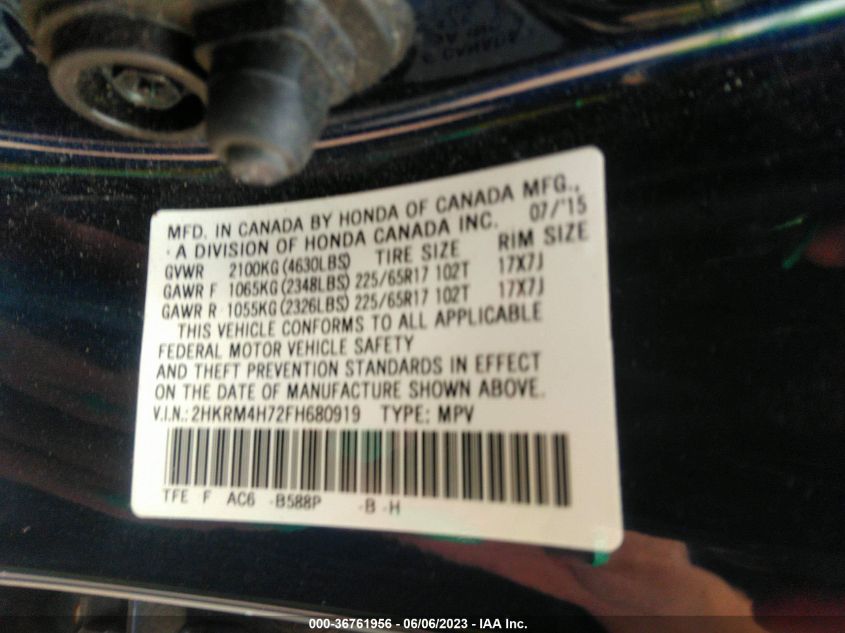 MFD. IN CANADA BY HONDA OF CANADA MFG.,
A DIVISION OF HONDA CANADA INC. 07/'15
GVWR 2100KG (4630LBS) TIRE SIZE RIM SIZE
GAWR F 1065KG (2348LBS) 225/65R17 102T 17X7J
GAWR R 1055KG (2326LBS) 225/65R17 102T 17X7J
THIS VEHICLE CONFORMS TO ALL APPLICABLE
FEDERAL MOTOR VEHICLE SAFETY
AND THEFT PREVENTION STANDARDS IN EFFECT
ON THE DATE OF MANUFACTURE SHOWN ABOVE.
V.I.N.: 2HKRM4H72FH680919 TYPE: MPV
TFE F AC6 -B588P -B -H
000-36761956 - 06/06/2023 - IAA Inc.